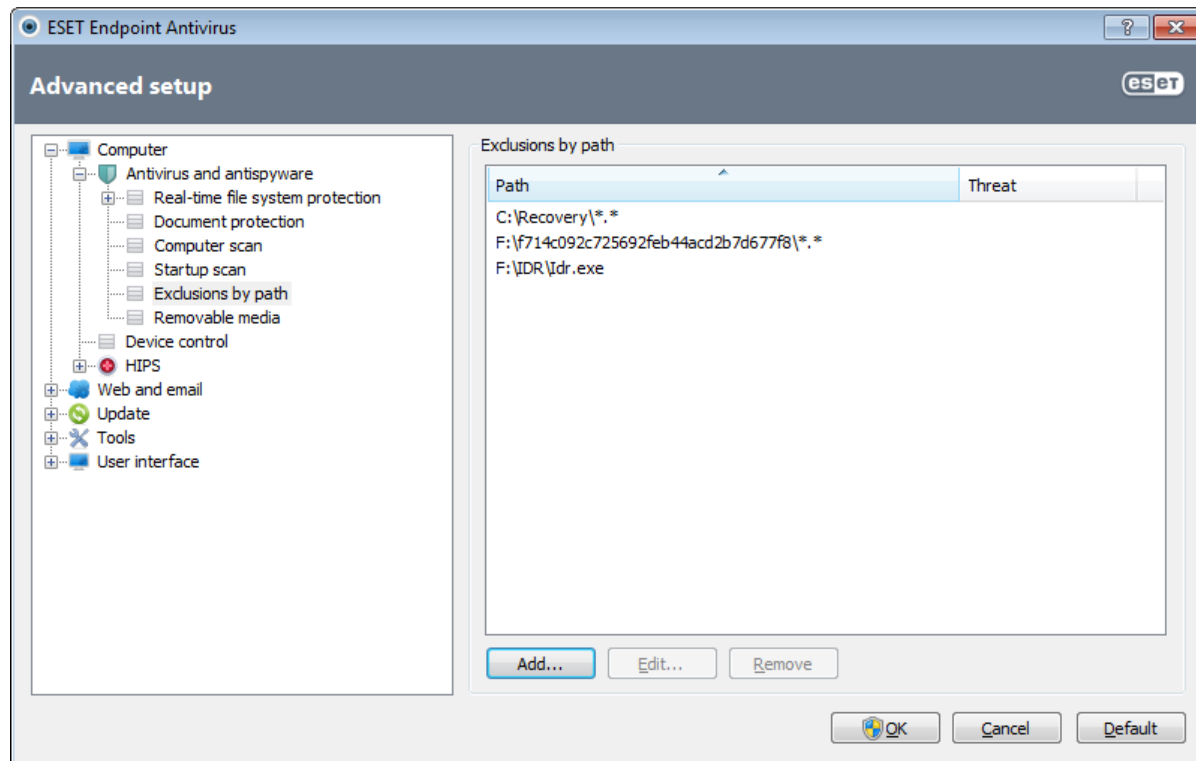 ESET Endpoint Antivirus
?
Advanced setup
eseT
Computer
Antivirus and antispyware
Real-time file system protection
Document protection
Computer scan
Startup scan
Exclusions by path
Removable media
Device control
HIPS
Web and email
Update
Tools
User interface
Exclusions by path
Path Threat
C:\Recovery\*.*
F:\f714c092c725692feb44acd2b7d677f8\*.*
F:\IDR\Idr.exe
Add... Edit... Remove
OK Cancel Default